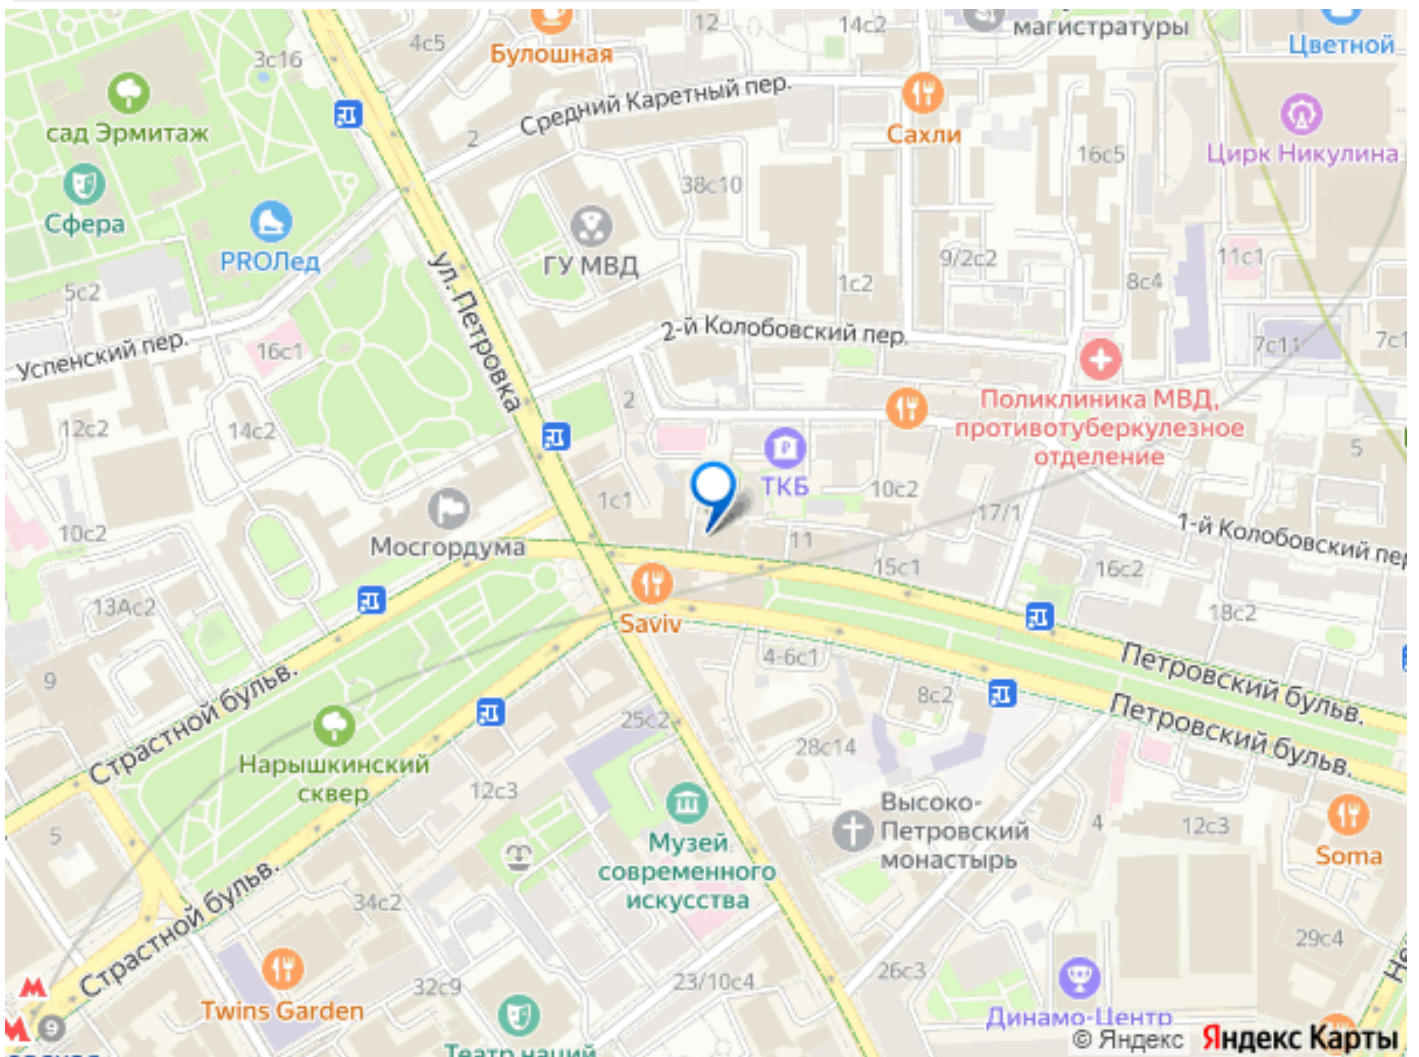 12
14с2
магистратуры
Цветной
Булошная
4с5
3с16
Средний Каретный пер.
сад Эрмитаж
Сахли
2
16с5
Цирк Никулина
38с10
Сфера
PROЛед
ГУ МВД
ул. Петровка
9/2с2
11с1
1с2
8с4
5с2
2-й Колобовский пер.
Успенский пер.
16с1
7с11
7с1
2
Поликлиника МВД,
противотуберкулезное
отделение
12с2
14с2
5
ТКБ
10с2
1с1
17/1
1-й Колобовский пер
10с2
Мосгордума
11
15с1
16с2
13Ас2
Saviv
18с2
4-6с1
Петровский бульв.
9
8с2
Страстной бульв.
25с2
Петровский бульв.
28с14
Нарышкинский
сквер
12с3
Высоко-
Петровский
монастырь
4
12с3
5
Музей
современного
искусства
Soma
Страстной бульв.
34с2
29с4
26с3
32с9
23/10с4
Twins Garden
9
Динамо-Центр
Театр наций
© Яндекс Яндекс Карты